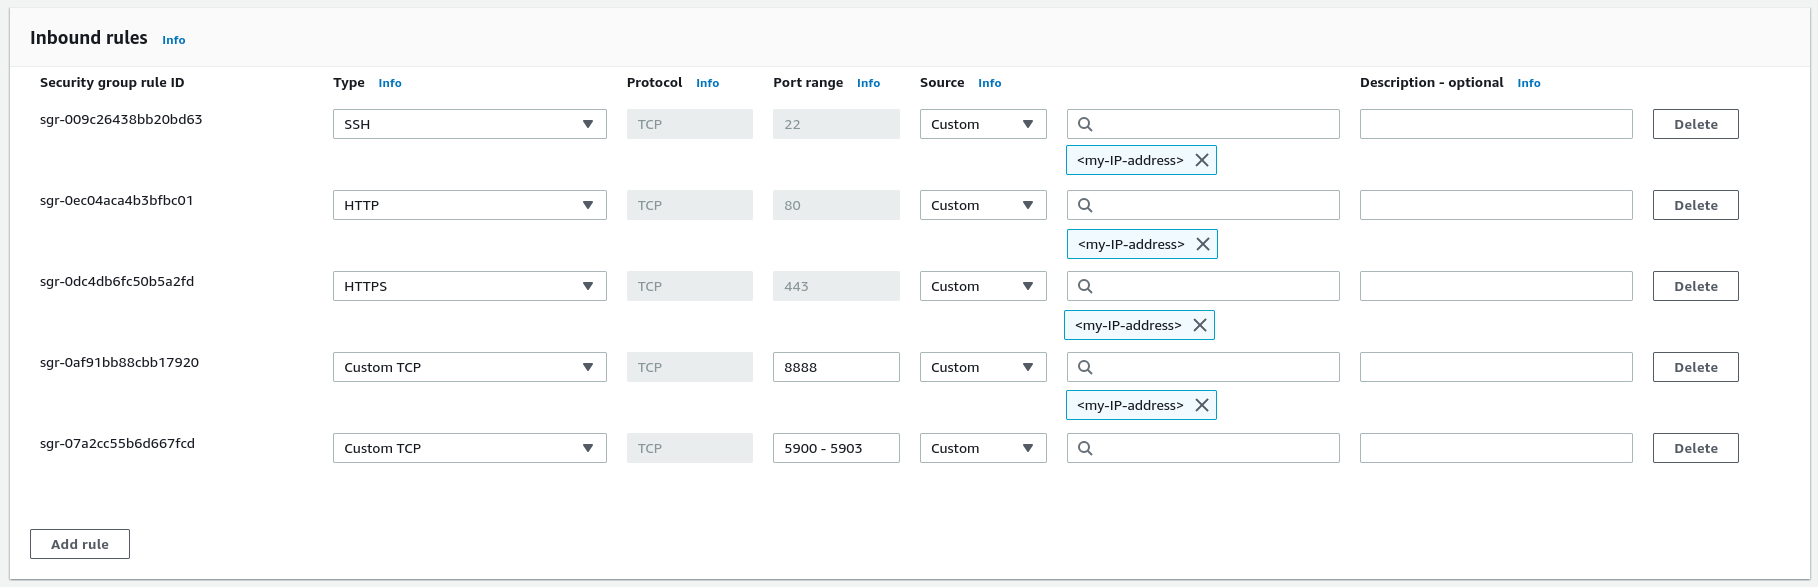 Inbound rules Info
Security group rule ID Type Info Protocol Info Port range Info Source Info Description - optional Info
sgr-009c26438bb20bd63 SSH TCP 22 Custom Delete
<my-IP-address>
sgr-0ec04aca4b3bfbc01 HTTP TCP 80 Custom Delete
<my-IP-address>
sgr-0dc4db6fc50b5a2fd HTTPS TCP 443 Custom Delete
<my-IP-address>
sgr-0af91bb88cbb17920 Custom TCP TCP 8888 Custom Delete
<my-IP-address>
sgr-07a2cc55b6d667fcd Custom TCP TCP 5900 - 5903 Custom Delete
Add rule